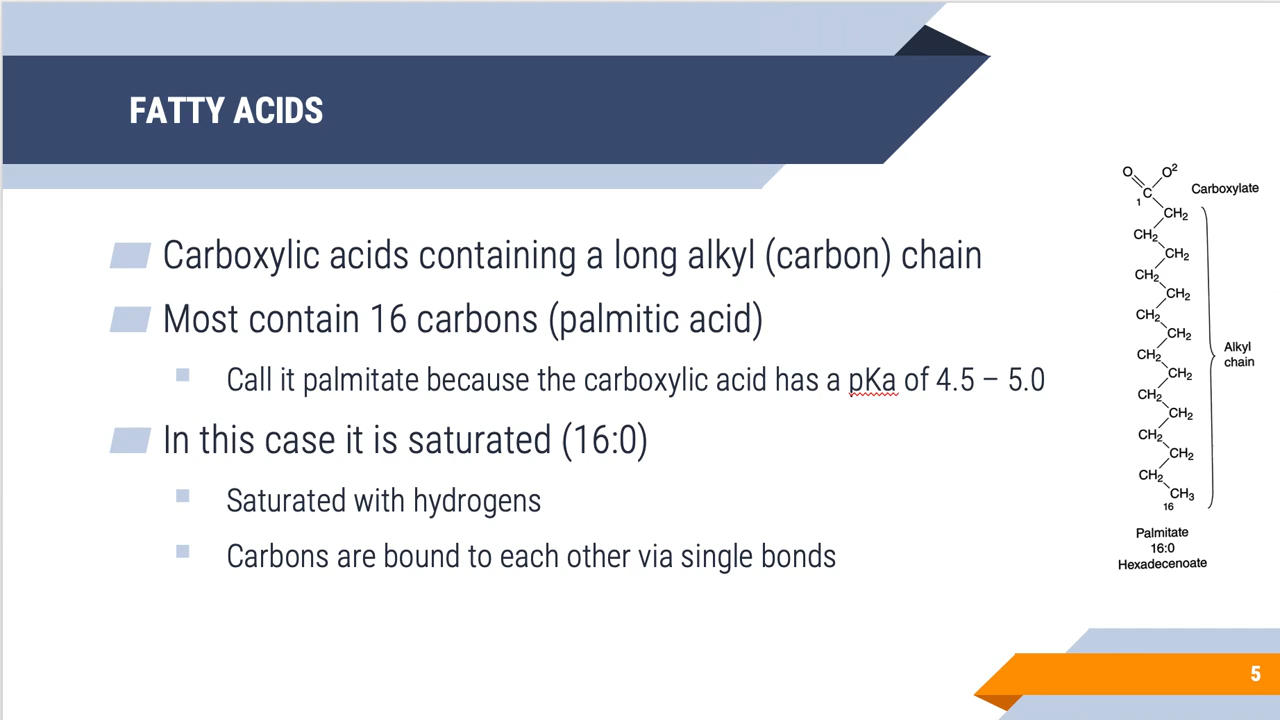 FATTY ACIDS
Carboxylic acids containing a long alkyl (carbon) chain
Most contain 16 carbons (palmitic acid)
Call it palmitate because the carboxylic acid has a pKa of 4.5 – 5.0
In this case it is saturated (16:0)
Saturated with hydrogens
Carbons are bound to each other via single bonds
O O2
C
1
Carboxylate
CH2
CH2
CH2
CH2
CH2
CH2
CH2
CH2
CH2
CH2
CH2
CH2
CH2
CH2
CH3
16
Alkyl
chain
Palmitate
16:0
Hexadecenoate
5